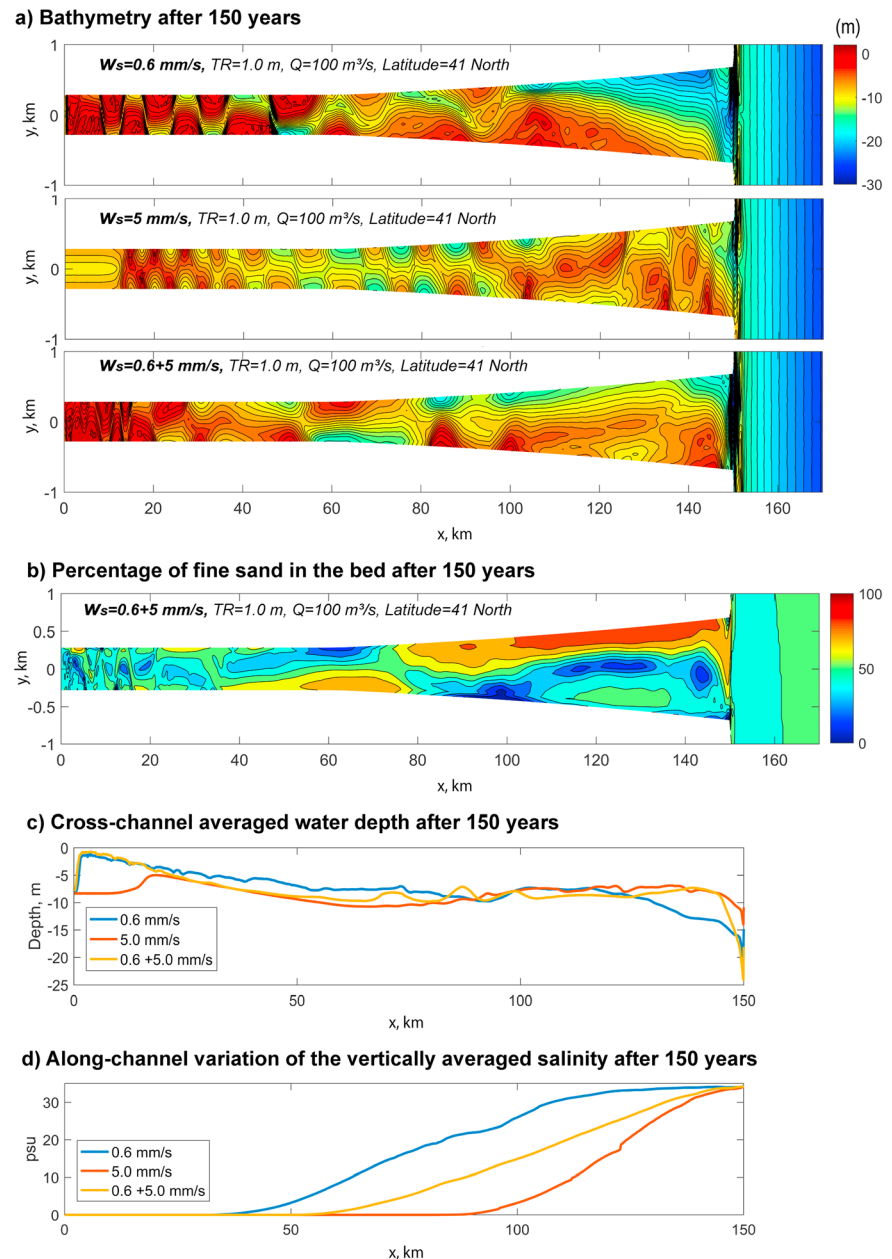 a) Bathymetry after 150 years
(m)
ws=0.6 mm/s, TR=1.0 m, Q=100 m³/s, Latitude=41 North
1
0
-1
y, km
0
-10
-20
-30
ws=5 mm/s, TR=1.0 m, Q=100 m³/s, Latitude=41 North
1
0
-1
y, km
ws=0.6+5 mm/s, TR=1.0 m, Q=100 m³/s, Latitude=41 North
1
0
-1
y, km
0 20 40 60 80 100 120 140 160
x, km
b) Percentage of fine sand in the bed after 150 years
ws=0.6+5 mm/s, TR=1.0 m, Q=100 m³/s, Latitude=41 North
1
0.5
0
-0.5
-1
y, km
100
50
0
0 20 40 60 80 100 120 140 160
x, km
c) Cross-channel averaged water depth after 150 years
0
-5
-10
-15
-20
-25
Depth, m
0.6 mm/s
5.0 mm/s
0.6 +5.0 mm/s
0 50 100 150
x, km
d) Along-channel variation of the vertically averaged salinity after 150 years
30
20
10
0
psu
0.6 mm/s
5.0 mm/s
0.6 +5.0 mm/s
0 50 100 150
x, km